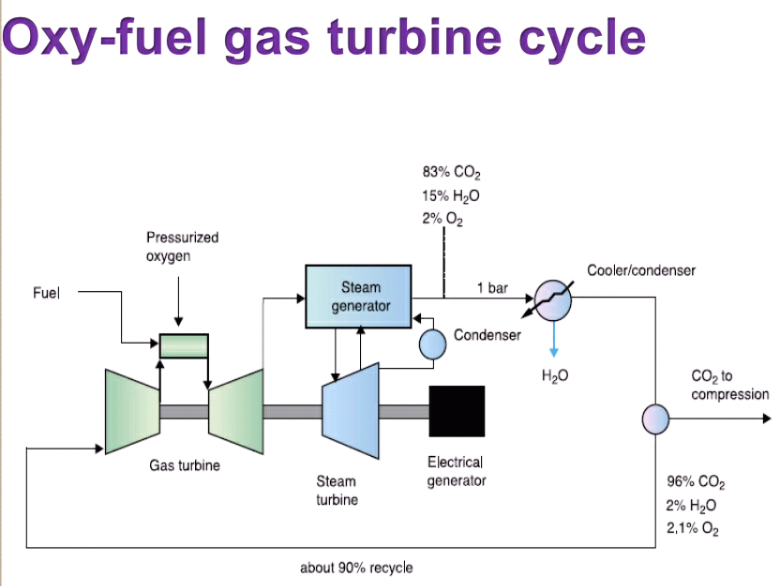 Oxy-fuel gas turbine cycle
83% CO₂
15% H₂O
2% O₂
Pressurized
oxygen
Fuel
Steam
generator
1 bar
Cooler/condenser
Condenser
H₂O
CO₂ to
compression
Gas turbine
Steam
turbine
Electrical
generator
96% CO₂
2% H₂O
2,1% O₂
about 90% recycle